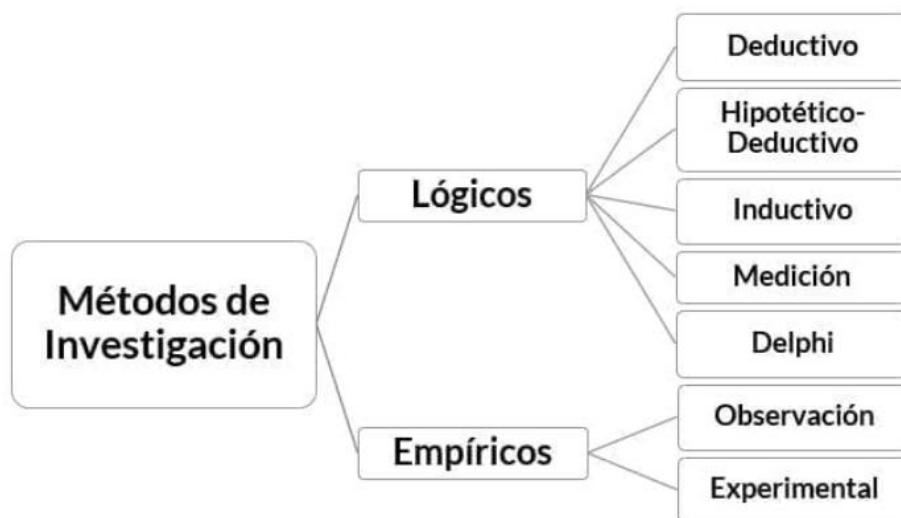 Métodos de
Investigación
Lógicos
Empíricos
Deductivo
Hipotético-
Deductivo
Inductivo
Medición
Delphi
Observación
Experimental